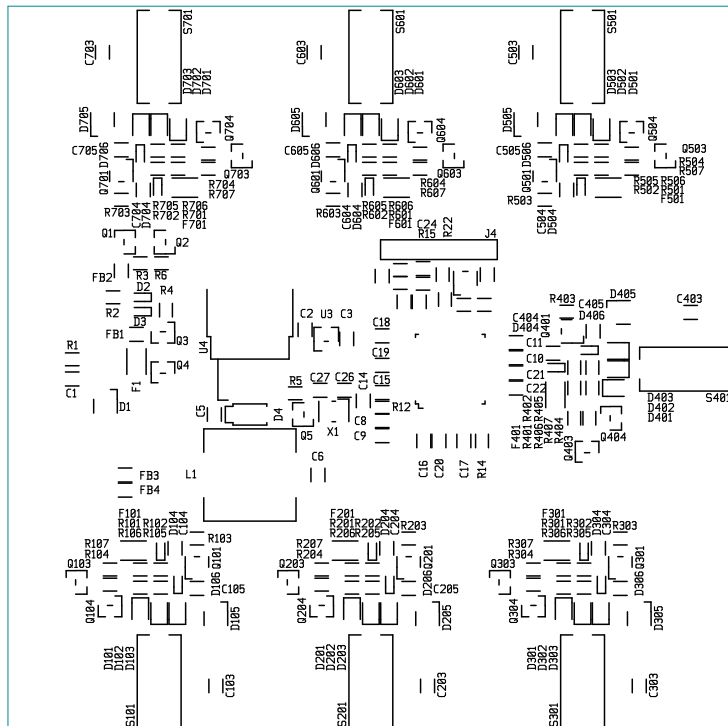 S701
S601
S501
C703
D703
D702
D701
C603
D603
D602
D601
C503
D503
D502
D501
D705
Q704
D605
Q604
D505
Q504
C705
D706
C605
D606
C505
D506
Q503
Q701
Q703
Q601
Q603
Q501
R504
R507
R704
R707
R604
R607
R505
R506
R502
R501
F501
R703
C704
D704
R705
R706
R702
R701
F701
R603
C604
D604
R605
R606
R602
R601
F601
R503
C504
D504
Q1
Q2
C24
R15
R22
J4
R3
R6
FB2
D2
R4
R2
D3
FB1
Q3
R1
F1
Q4
C1
D1
U4
C2
U3
C3
C18
C19
C15
R5
C27
C26
C14
R12
C5
D4
Q5
X1
C8
C9
C404
D404
Q401
R403
C405
D406
D405
C403
C11
C10
C21
C22
D403
D402
D401
S401
F401
R401
R402
R406
R405
R407
R404
Q403
Q404
C16
C20
C17
R14
L1
C6
FB3
FB4
F101
R101
R102
R106
R105
D104
C104
R103
F201
R201
R202
R206
R205
D204
C204
R203
F301
R301
R302
R306
R305
D304
C304
R303
R107
R104
Q103
Q101
R207
R204
Q203
Q201
R307
R304
Q303
Q301
D106
C105
D206
C205
D306
C305
Q104
D105
Q204
D205
Q304
D305
D101
D102
D103
D201
D202
D203
D301
D302
D303
S101
C103
S201
C203
S301
C303